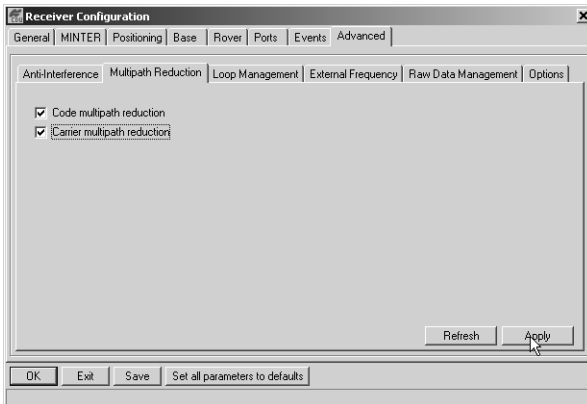 Receiver Configuration
General MINTER Positioning Base Rover Ports Events Advanced
Anti-Interference Multipath Reduction Loop Management External Frequency Raw Data Management Options
Code multipath reduction
Carrier multipath reduction
Refresh Apply
OK Exit Save Set all parameters to defaults